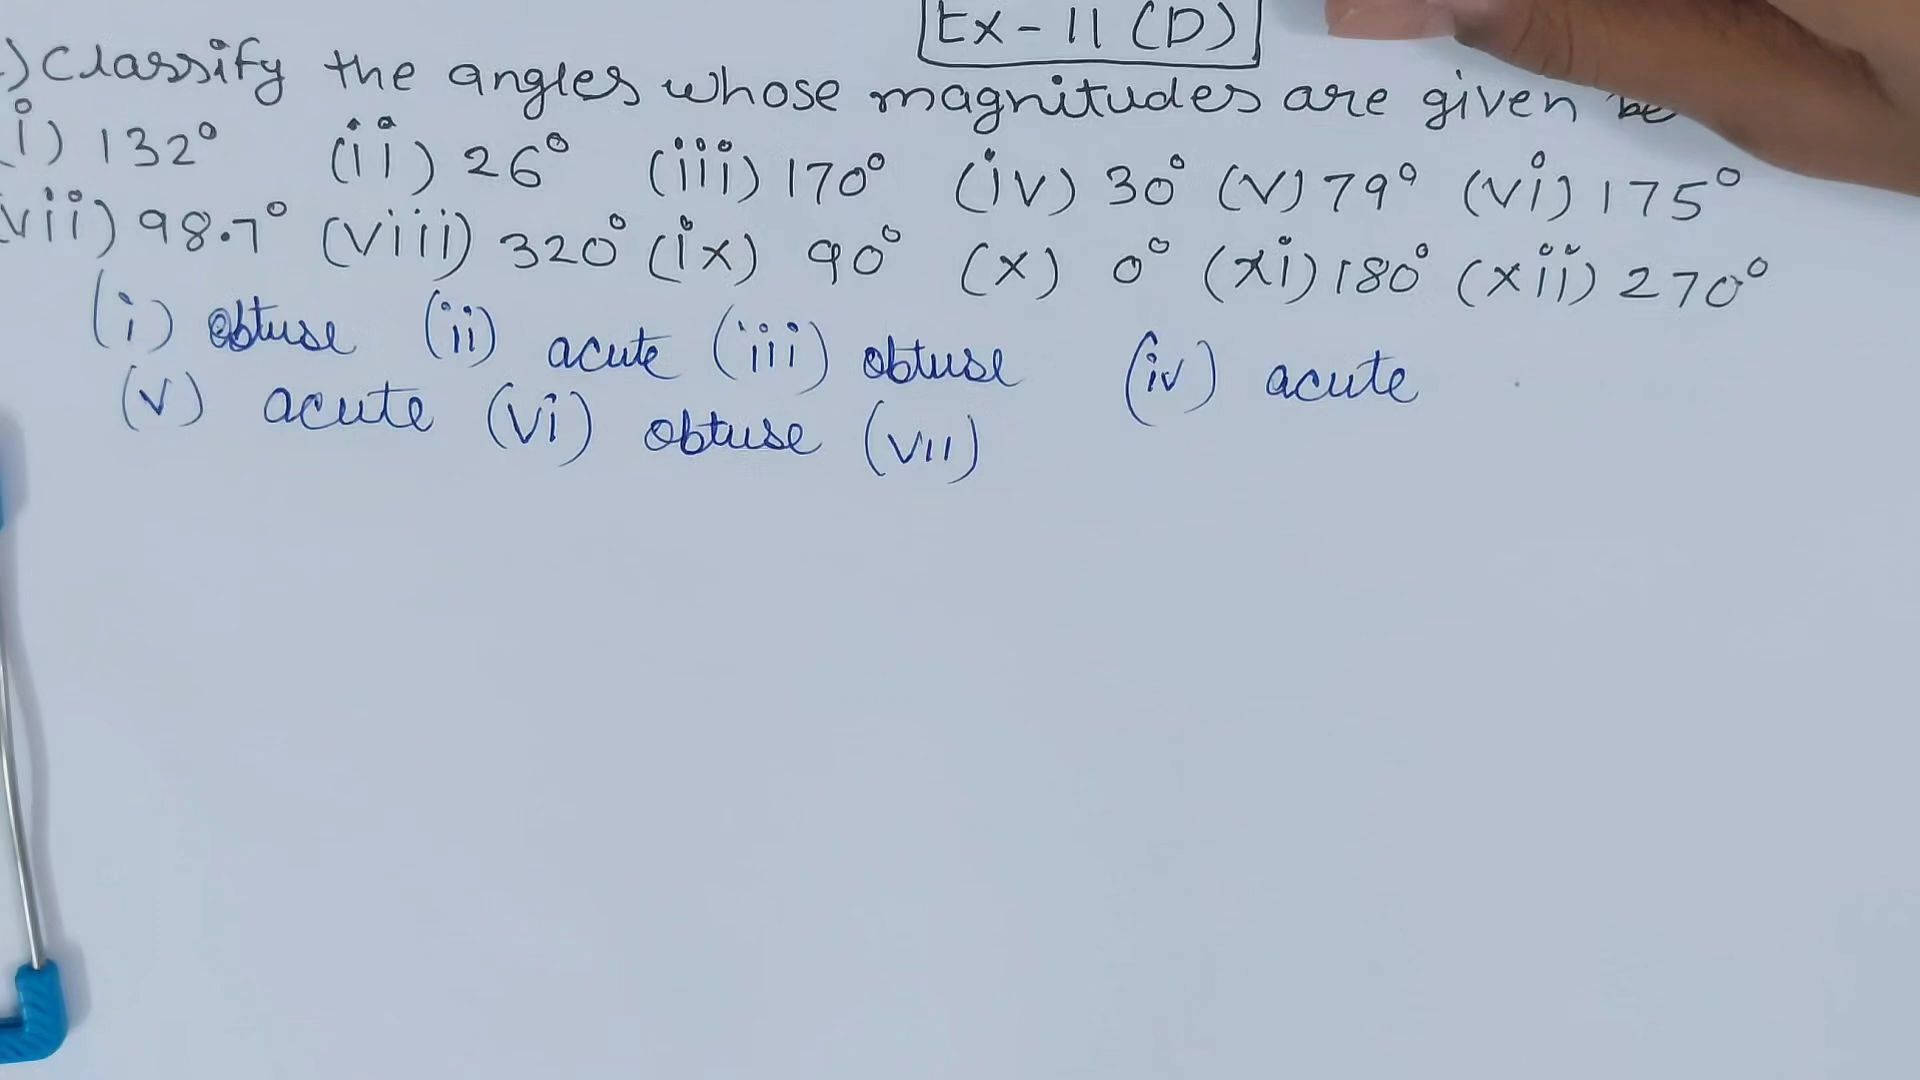 Ex-11 (D)
) Classify the angles whose magnitudes are given be
(i) 132° (ii) 26° (iii) 170° (iv) 30° (v) 79° (vi) 175°
(vii) 98.7° (viii) 320° (ix) 90° (x) 0° (xi) 180° (xii) 270°
(i) obtuse (ii) acute (iii) obtuse (iv) acute
(v) acute (vi) obtuse (vii)